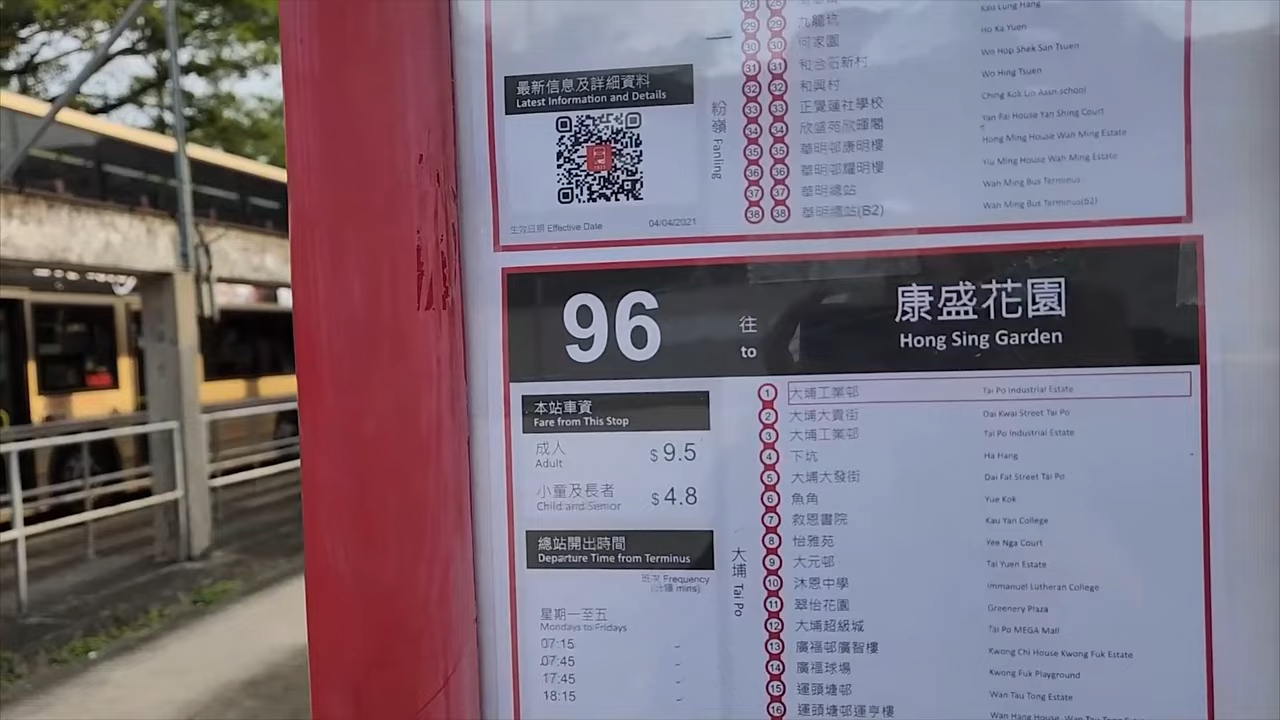 28 28 Kau Lung Hang
29 29 九龍坑 Ho Ka Yuen
30 30 何家園 Wo Hop Shek San Tsuen
31 31 和合石新村 Wo Hing Tsuen
32 32 和興村 Ching Kok Lin Assn school
33 33 正覺蓮社學校 Yan Fai House Yan Shing Court
34 34 欣盛苑欣暉閣 Hong Ming House Wah Ming Estate
35 35 華明邨康明樓 Yiu Ming House Wah Ming Estate
36 36 華明邨耀明樓 Wah Ming Bus Terminus
37 37 華明總站 Wah Ming Bus Terminus(B2)
38 38 華明總站(B2)
粉嶺 Fanling
最新信息及詳細資料
Latest Information and Details
生效日期 Effective Date 04/04/2021
96 往 to 康盛花園
Hong Sing Garden
本站車資
Fare from This Stop
成人 $ 9.5
Adult
小童及長者 $ 4.8
Child and Senior
總站開出時間
Departure Time from Terminus
班次 Frequency
(分鐘 mins)
星期一至五
Mondays to Fridays
07:15 -
07:45 -
17:45 -
18:15 -
大埔 Tai Po
1 大埔工業邨 Tai Po Industrial Estate
2 大埔大貴街 Dai Kwai Street Tai Po
3 大埔工業邨 Tai Po Industrial Estate
4 下坑 Ha Hang
5 大埔大發街 Dai Fat Street Tai Po
6 魚角 Yue Kok
7 救恩書院 Kau Yan College
8 怡雅苑 Yee Nga Court
9 大元邨 Tai Yuen Estate
10 沐恩中學 Immanuel Lutheran College
11 翠怡花園 Greenery Plaza
12 大埔超級城 Tai Po MEGA Mall
13 廣福邨廣智樓 Kwong Chi House Kwong Fuk Estate
14 廣福球場 Kwong Fuk Playground
15 運頭塘邨 Wan Tau Tong Estate
16 運頭塘邨運亨樓 Wan Hang House, Wan Tau Tong